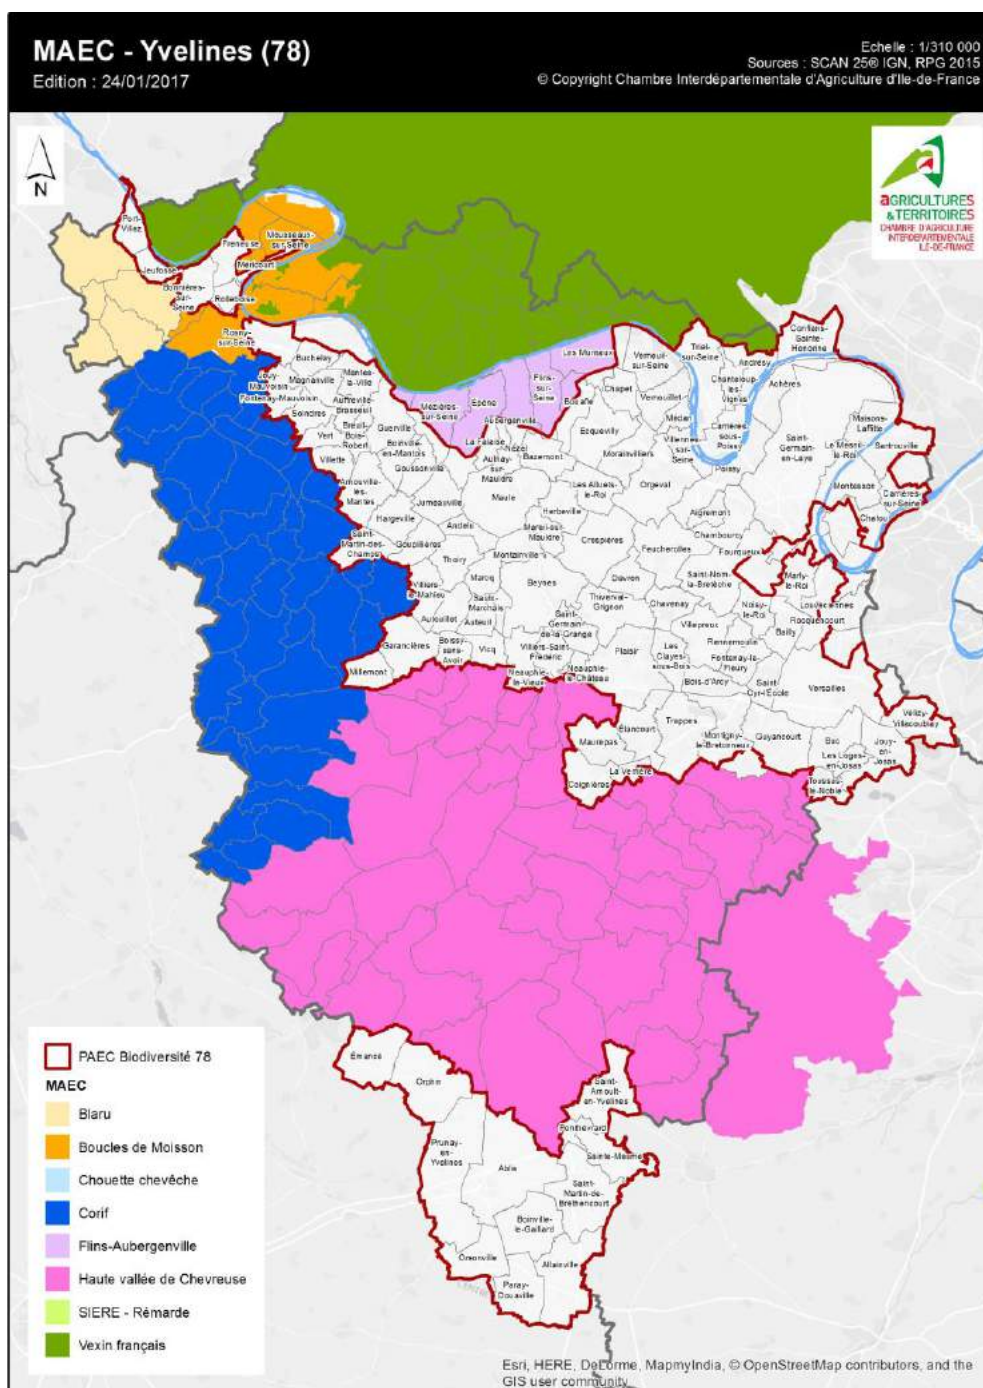 MAEC - Yvelines (78)
Edition : 24/01/2017
Echelle : 1/310 000
Sources : SCAN 25® IGN, RPG 2015
© Copyright Chambre Interdépartementale d'Agriculture d'Ile-de-France
N
AGRICULTURES
& TERRITOIRES
CHAMBRE D'AGRICULTURE
INTERDÉPARTEMENTALE
ILE-DE-FRANCE
Port-
Villez
Freneuse
Mousseaux-
sur-Seine
Jeufosse
Méricourt
Bonnières-
sur-
Seine
Rolleboise
Rosny-
sur-Seine
Buchelay
Mantes-
la-Ville
Jouy-
Mauvoisin
Magnanville
Fontenay-Mauvoisin
Auffreville-
Brasseuil
Soindres
Vert
Breuil-
Bois-
Robert
Guerville
Boinville-
en-Mantois
Villette
Goussonville
Arnouville-
les-
Mantes
Jumeauville
Hargeville
Saint-
Martin-des-
Champs
Goupillières
Andelu
Thoiry
Mézières-
sur-Seine
Epône
Flins-
sur-
Seine
Les Mureaux
Aubergenville
La Falaise
Nézel
Aulnay-
sur-
Mauldre
Bazemont
Bouafle
Chapet
Ecquevilly
Verneuil-
sur-Seine
Vernouillet
Triel-
sur-Seine
Andrésy
Conflans-
Sainte-
Honorine
Chanteloup-
les-
Vignes
Achères
Médan
Villennes-
sur-
Seine
Carrières-
sous-
Poissy
Poissy
Morainvilliers
Orgeval
Les Alluets-
le-Roi
Maule
Herbeville
Mareil-sur-
Mauldre
Montainville
Crespières
Aigremont
Chambourcy
Feucherolles
Fourqueux
Saint-
Germain-
en-Laye
Maisons-
Laffitte
Le Mesnil-
le-Roi
Sartrouville
Montesson
Carrières-
sur-Seine
Chatou
Marly-
le-Roi
Louveciennes
Rocquencourt
Bailly
Noisy-
le-Roi
Saint-Nom-
la-Bretèche
Davron
Chavenay
Thiverval-
Grignon
Beynes
Marcq
Saint-
Germain-
de-la-Grange
Villepreux
Rennemoulin
Fontenay-le-
Fleury
Les
Clayes-
sous-Bois
Plaisir
Villiers-
le-Mahieu
Autouillet
Auteuil
Boissy-
sans-
Avoir
Vicq
Villiers-Saint-
Frédéric
Garancières
Millemont
Neauphle-
le-Vieux
Neauphle-
le-Château
Bois-d'Arcy
Saint-
Cyr-l'École
Versailles
Élancourt
Trappes
Maurepas
Montigny-
le-Bretonneux
Guyancourt
La Verrière
Coignières
Buc
Les Loges-
en-Josas
Jouy-
en-
Josas
Toussus-
le-Noble
Vélizy-
Villacoublay
Émancé
Orphin
Saint-
Arnoult-
en-Yvelines
Ponthévrard
Sainte-Mesme
Prunay-
en-
Yvelines
Ablis
Saint-
Martin-de-
Bréthencourt
Boinville-
le-Gaillard
Orsonville
Allainville
Paray-
Douaville
PAEC Biodiversité 78
MAEC
Blaru
Boucles de Moisson
Chouette chevêche
Corif
Flins-Aubergenville
Haute vallée de Chevreuse
SIERE - Rémarde
Vexin français
Esri, HERE, DeLorme, MapmyIndia, © OpenStreetMap contributors, and the
GIS user community